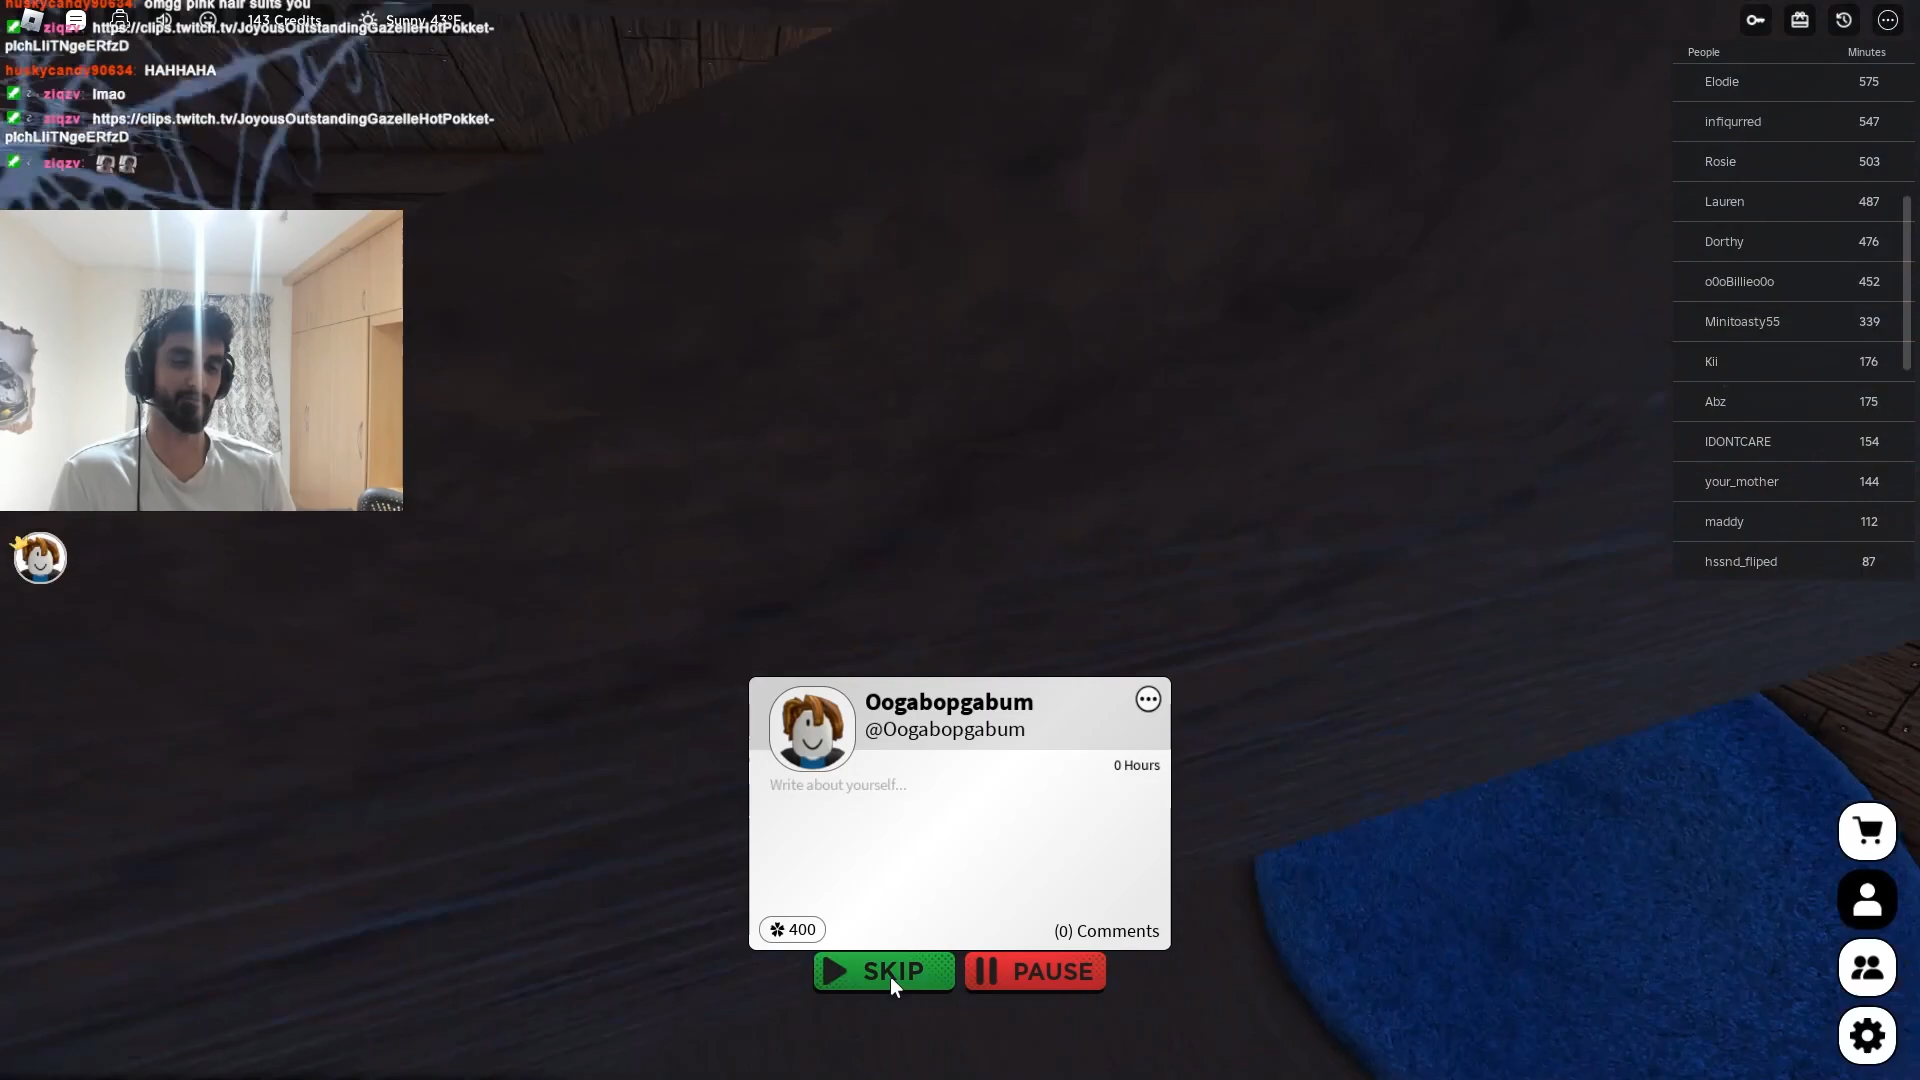 huskycandy90634: omgg pink hair suits you
143 Credits
Sunny 43°F
ziqzv: https://clips.twitch.tv/JoyousOutstandingGazelleHotPokket-
plchLIiTNgeERfzD
huskycandy90634: HAHHAHA
ziqzv: lmao
ziqzv: https://clips.twitch.tv/JoyousOutstandingGazelleHotPokket-
plchLIiTNgeERfzD
ziqzv:
People Minutes
Elodie 575
infiqurred 547
Rosie 503
Lauren 487
Dorthy 476
o0oBillieo0o 452
Minitoasty55 339
Kii 176
Abz 175
IDONTCARE 154
your_mother 144
maddy 112
hssnd_fliped 87
Oogabopgabum
@Oogabopgabum
0 Hours
Write about yourself...
400
(0) Comments
SKIP
PAUSE